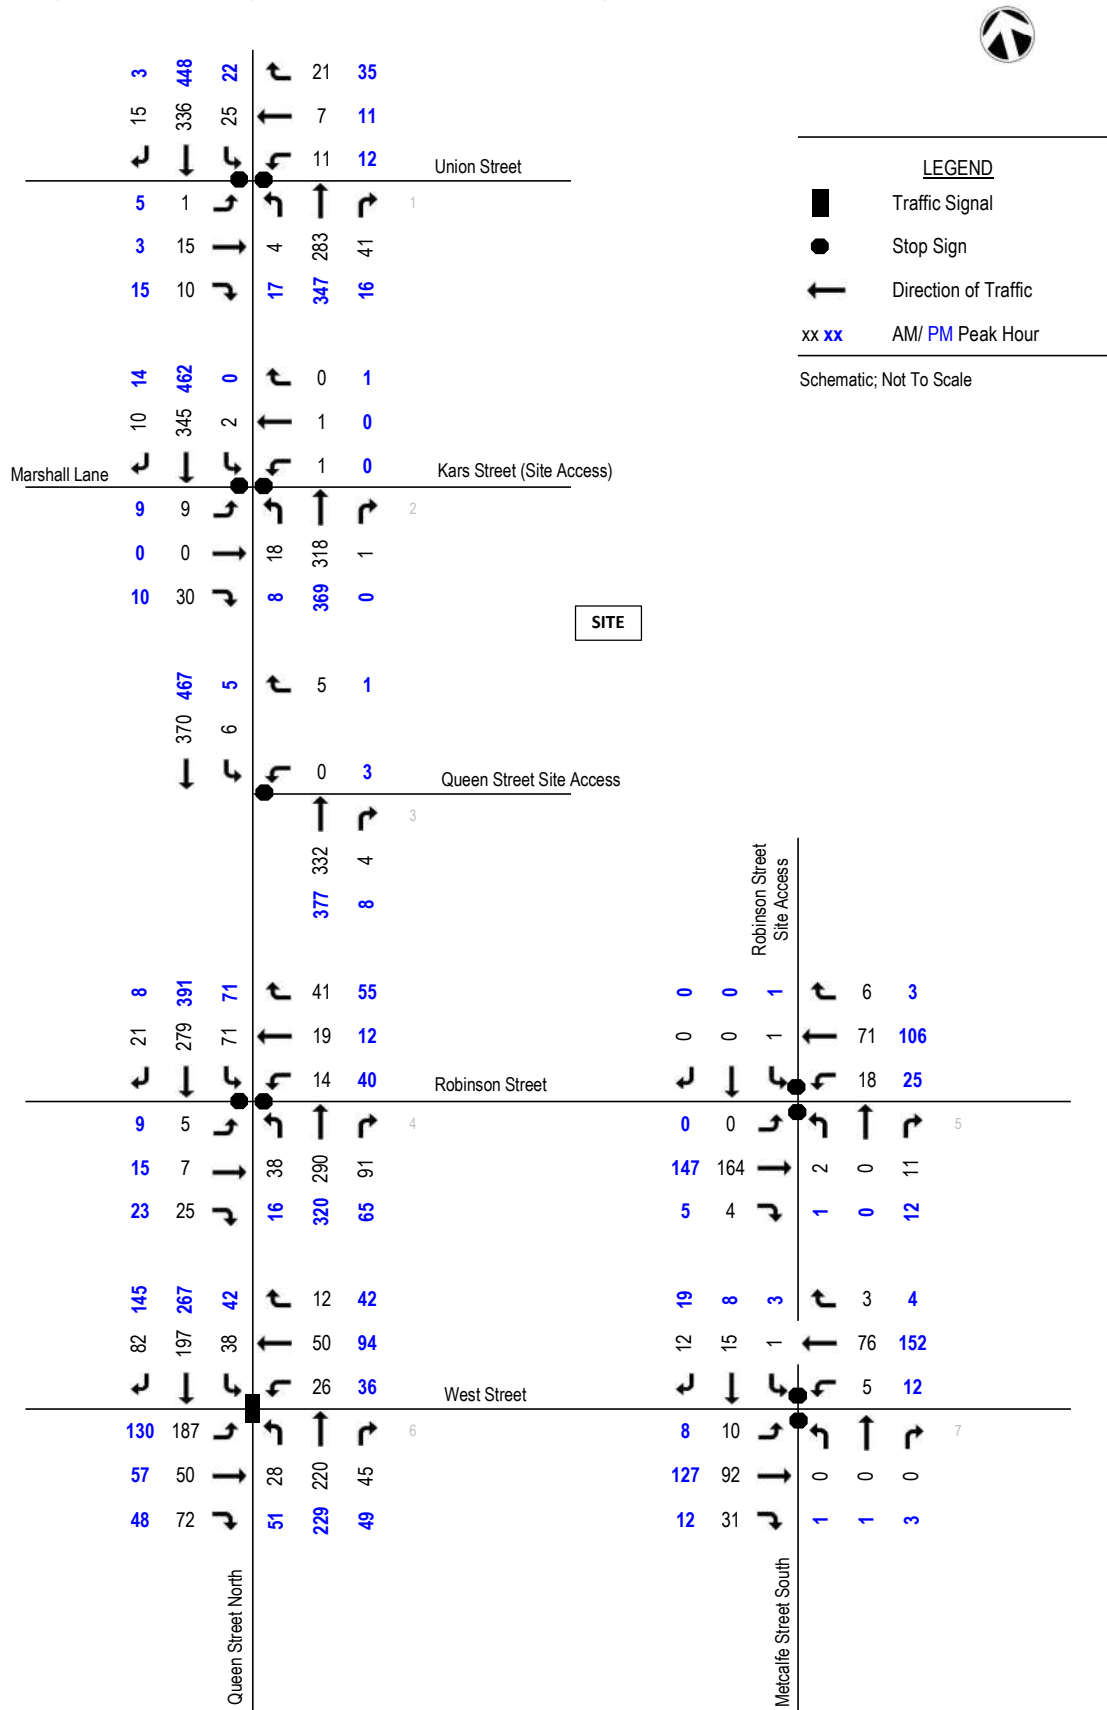 3 448 22 21 35
15 336 25 7 11
11 12 Union Street
5 1 1
3 15 4 283 41
15 10 17 347 16
LEGEND
Traffic Signal
Stop Sign
Direction of Traffic
xx xx AM/ PM Peak Hour
Schematic; Not To Scale
14 462 0 0 1
10 345 2 1 0
Marshall Lane 1 0 Kars Street (Site Access)
9 9 2
0 0 18 318 1
10 30 8 369 0
SITE
467 5 5 1
370 6
0 3 Queen Street Site Access
3
332 4
377 8
Robinson Street
Site Access
8 391 71 41 55
21 279 71 19 12
14 40 Robinson Street
9 5 4
15 7 38 290 91
23 25 16 320 65
0 0 1 6 3
0 0 1 71 106
18 25
0 0 5
147 164 2 0 11
5 4 1 0 12
145 267 42 12 42
82 197 38 50 94
26 36 West Street
130 187 6
57 50 28 220 45
48 72 51 229 49
19 8 3 3 4
12 15 1 76 152
5 12
8 10 7
127 92 0 0 0
12 31 1 1 3
Queen Street North
Metcalfe Street South